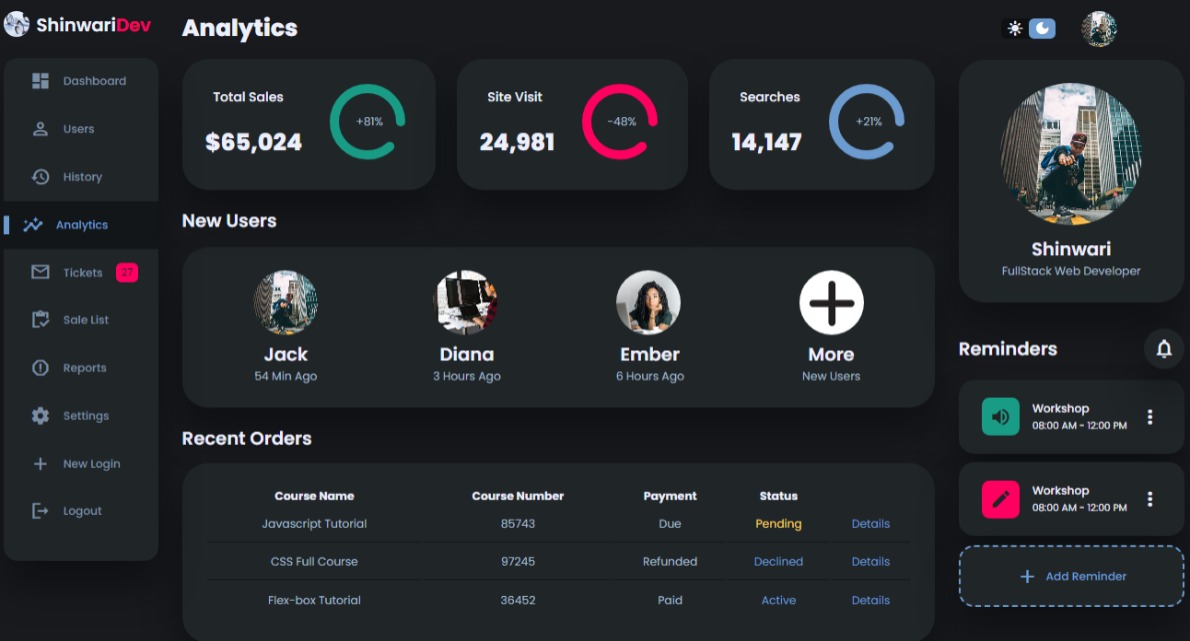 ShinwariDev
Dashboard
Users
History
Analytics
Tickets 27
Sale List
Reports
Settings
New Login
Logout
Analytics
Total Sales
$65,024
+81%
Site Visit
24,981
-48%
Searches
14,147
+21%
New Users
Jack
54 Min Ago
Diana
3 Hours Ago
Ember
6 Hours Ago
More
New Users
Recent Orders
Course Name Course Number Payment Status
Javascript Tutorial 85743 Due Pending Details
CSS Full Course 97245 Refunded Declined Details
Flex-box Tutorial 36452 Paid Active Details
Shinwari
FullStack Web Developer
Reminders
Workshop
08:00 AM - 12:00 PM
Workshop
08:00 AM - 12:00 PM
Add Reminder